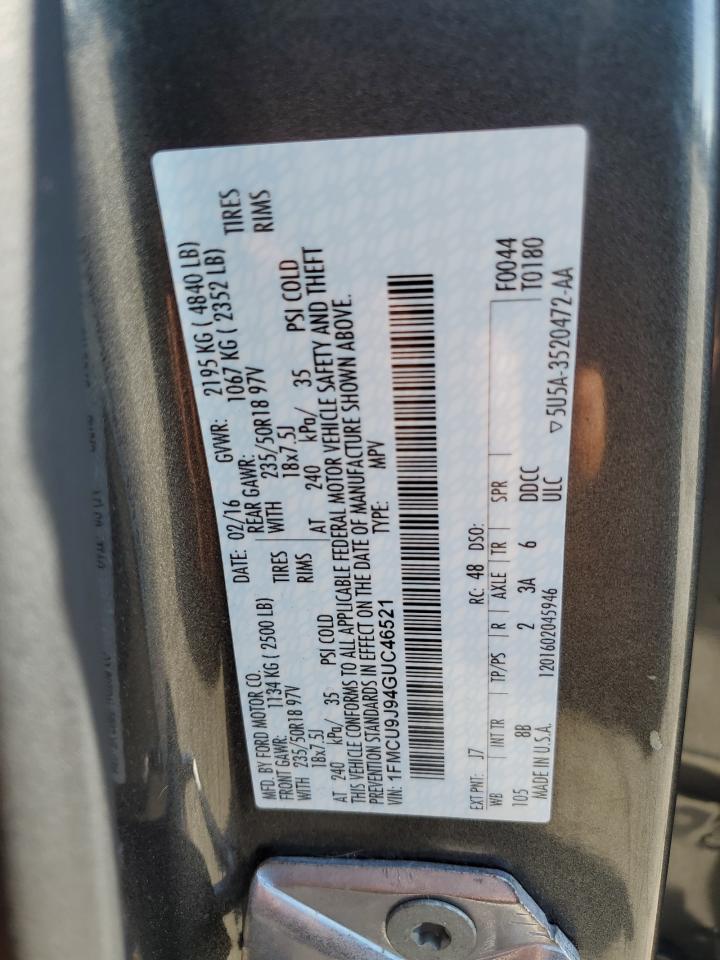 MFD. BY FORD MOTOR CO.
DATE: 02/16 GVWR: 2195 KG ( 4840 LB)
FRONT GAWR: 1134 KG ( 2500 LB) REAR GAWR: 1067 KG ( 2352 LB)
WITH 235/50R18 97V TIRES WITH 235/50R18 97V TIRES
18x7.5J RIMS 18x7.5J RIMS
AT 240 kPa/ 35 PSI COLD AT 240 kPa/ 35 PSI COLD
THIS VEHICLE CONFORMS TO ALL APPLICABLE FEDERAL MOTOR VEHICLE SAFETY AND THEFT
PREVENTION STANDARDS IN EFFECT ON THE DATE OF MANUFACTURE SHOWN ABOVE.
VIN: 1FMCU9J94GUC46521 TYPE: MPV
EXT PNT: J7 RC: 48 DSO:
WB INT TR TP/PS R AXLE TR SPR F0044
105 8B 2 3A 6 DDCC T0180
MADE IN U.S.A. 1201602045946 ULC ▽5U5A-3520472-AA